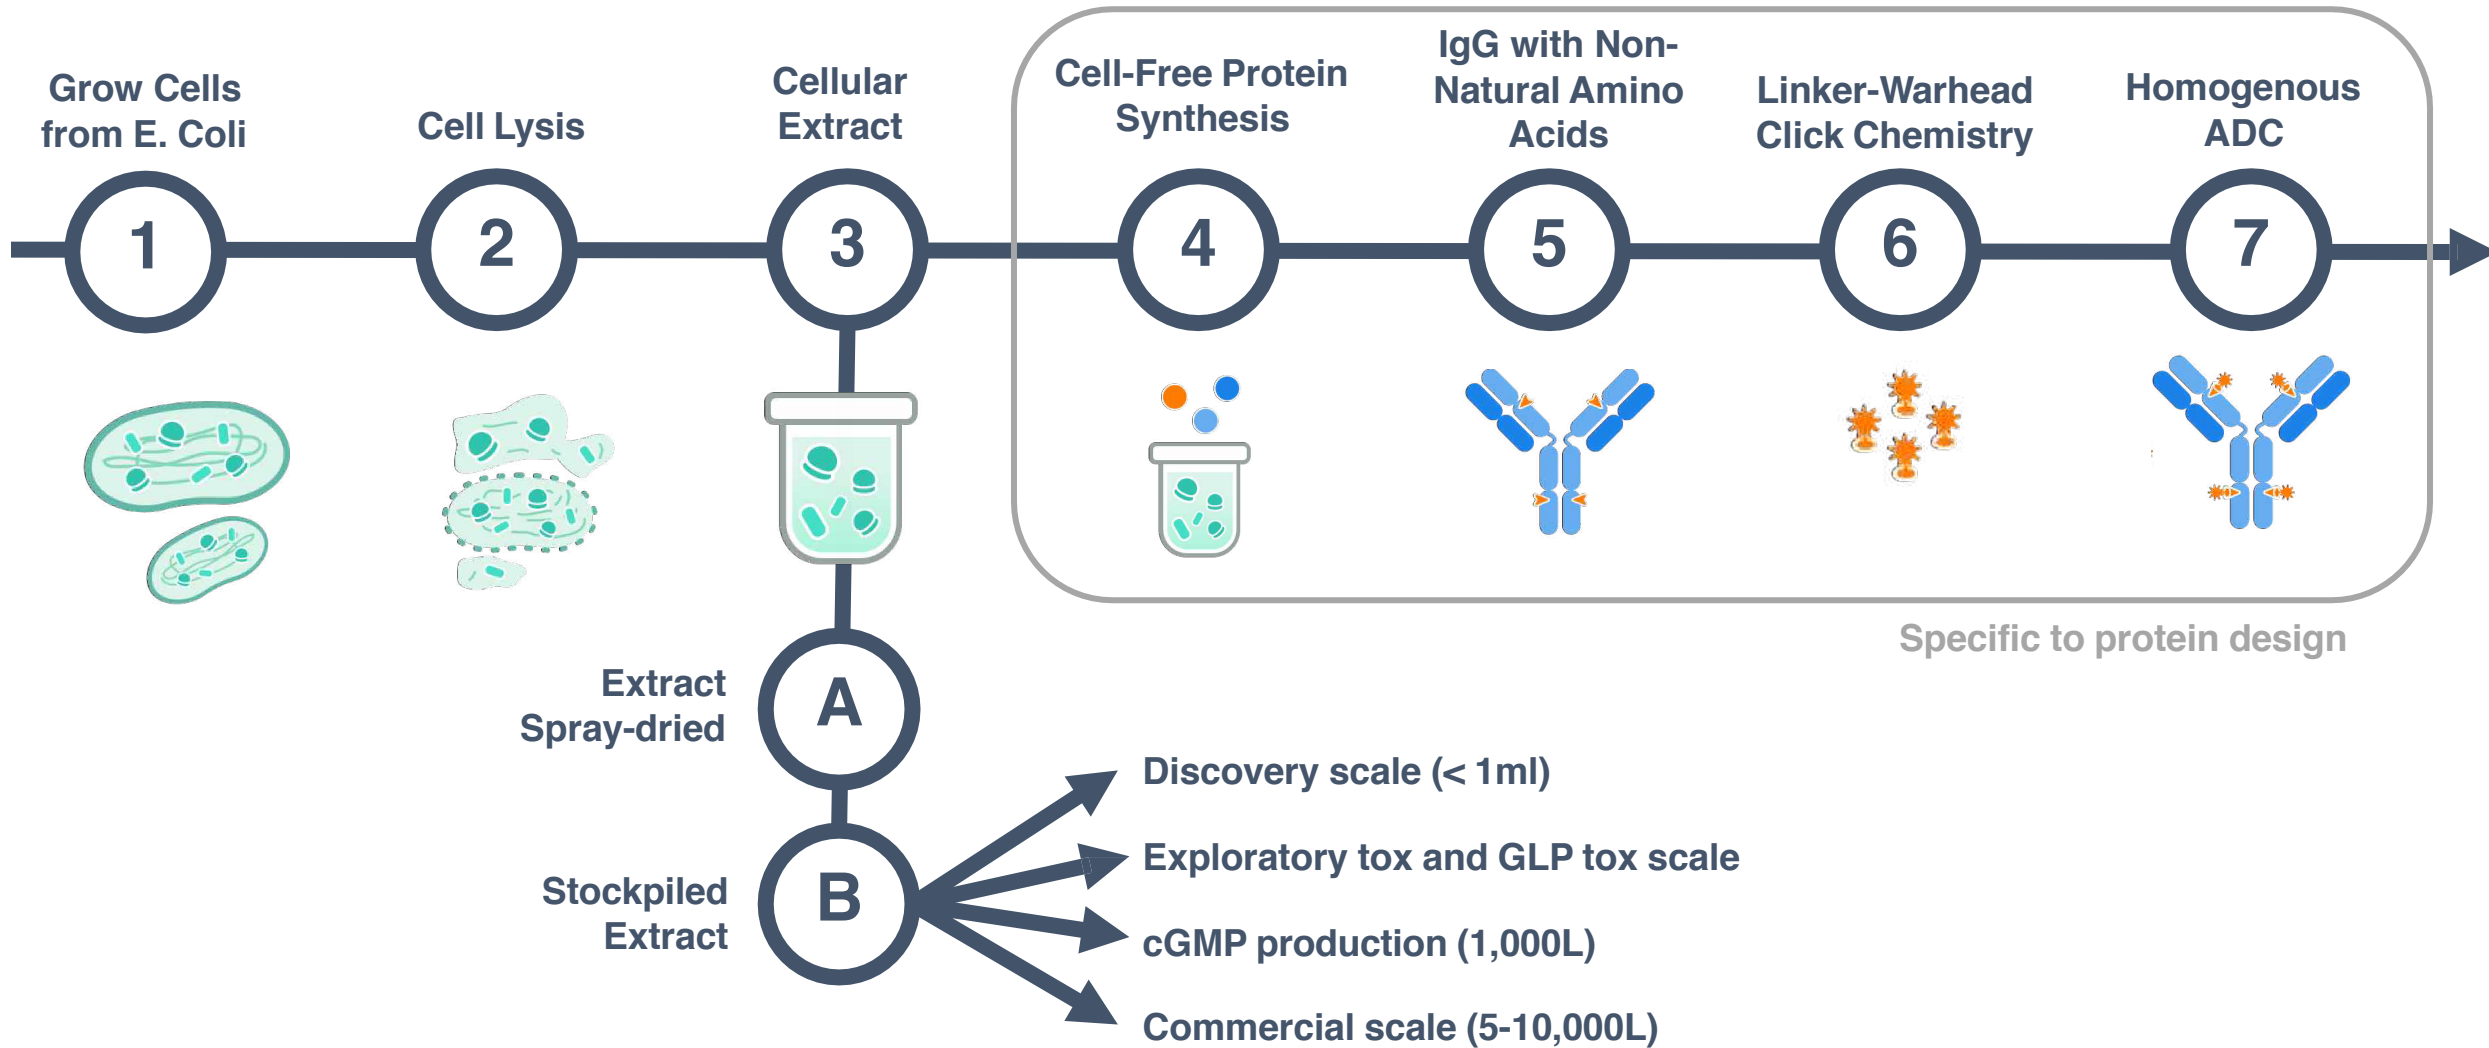 Grow Cells
from E. Coli
Cell Lysis
Cellular
Extract
Cell-Free Protein
Synthesis
IgG with Non-
Natural Amino
Acids
Linker-Warhead
Click Chemistry
Homogenous
ADC
1
2
3
4
5
6
7
Specific to protein design
Extract
Spray-dried
A
Stockpiled
Extract
B
Discovery scale (< 1ml)
Exploratory tox and GLP tox scale
cGMP production (1,000L)
Commercial scale (5-10,000L)